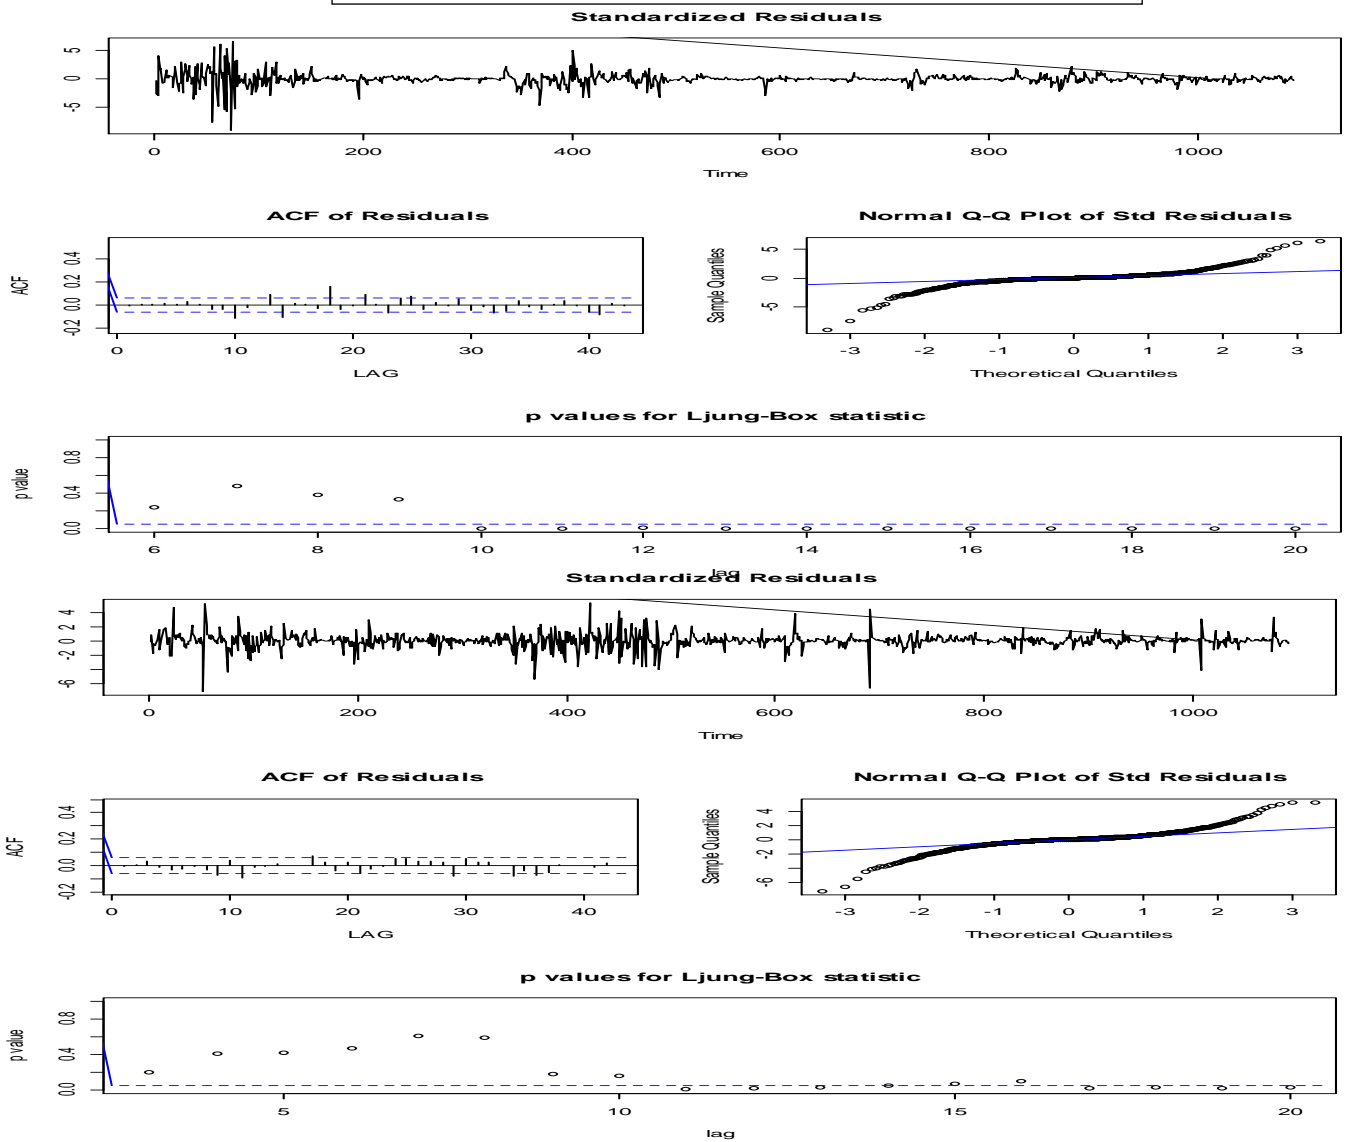 Standardized Residuals
5
0
-5
0 200 400 600 800 1000
Time
ACF of Residuals
ACF
-0.2 0.0 0.2 0.4
0 10 20 30 40
LAG
Normal Q-Q Plot of Std Residuals
Sample Quantiles
-5 0 5
-3 -2 -1 0 1 2 3
Theoretical Quantiles
p values for Ljung-Box statistic
p value
0.0 0.4 0.8
6 8 10 12 14 16 18 20
lag
Standardized Residuals
-6 -2 0 2 4
0 200 400 600 800 1000
Time
ACF of Residuals
ACF
-0.2 0.0 0.2 0.4
0 10 20 30 40
LAG
Normal Q-Q Plot of Std Residuals
Sample Quantiles
-6 -2 0 2 4
-3 -2 -1 0 1 2 3
Theoretical Quantiles
p values for Ljung-Box statistic
p value
0.0 0.4 0.8
5 10 15 20
lag